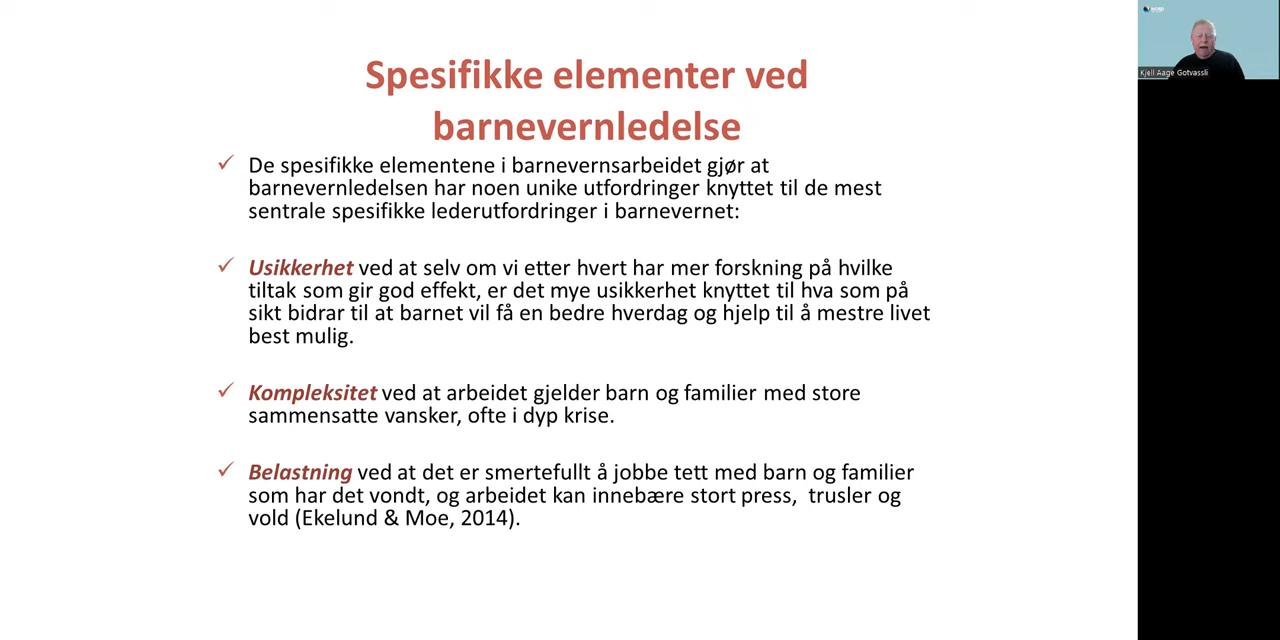 Spesifikke elementer ved
barnevernledelse
✓ De spesifikke elementene i barnevernsarbeidet gjør at
barnevernledelsen har noen unike utfordringer knyttet til de mest
sentrale spesifikke lederutfordringer i barnevernet:
✓ Usikkerhet ved at selv om vi etter hvert har mer forskning på hvilke
tiltak som gir god effekt, er det mye usikkerhet knyttet til hva som på
sikt bidrar til at barnet vil få en bedre hverdag og hjelp til å mestre livet
best mulig.
✓ Kompleksitet ved at arbeidet gjelder barn og familier med store
sammensatte vansker, ofte i dyp krise.
✓ Belastning ved at det er smertefullt å jobbe tett med barn og familier
som har det vondt, og arbeidet kan innebære stort press,  trusler og
vold (Ekelund & Moe, 2014).
Kjell Aage Gotvassli